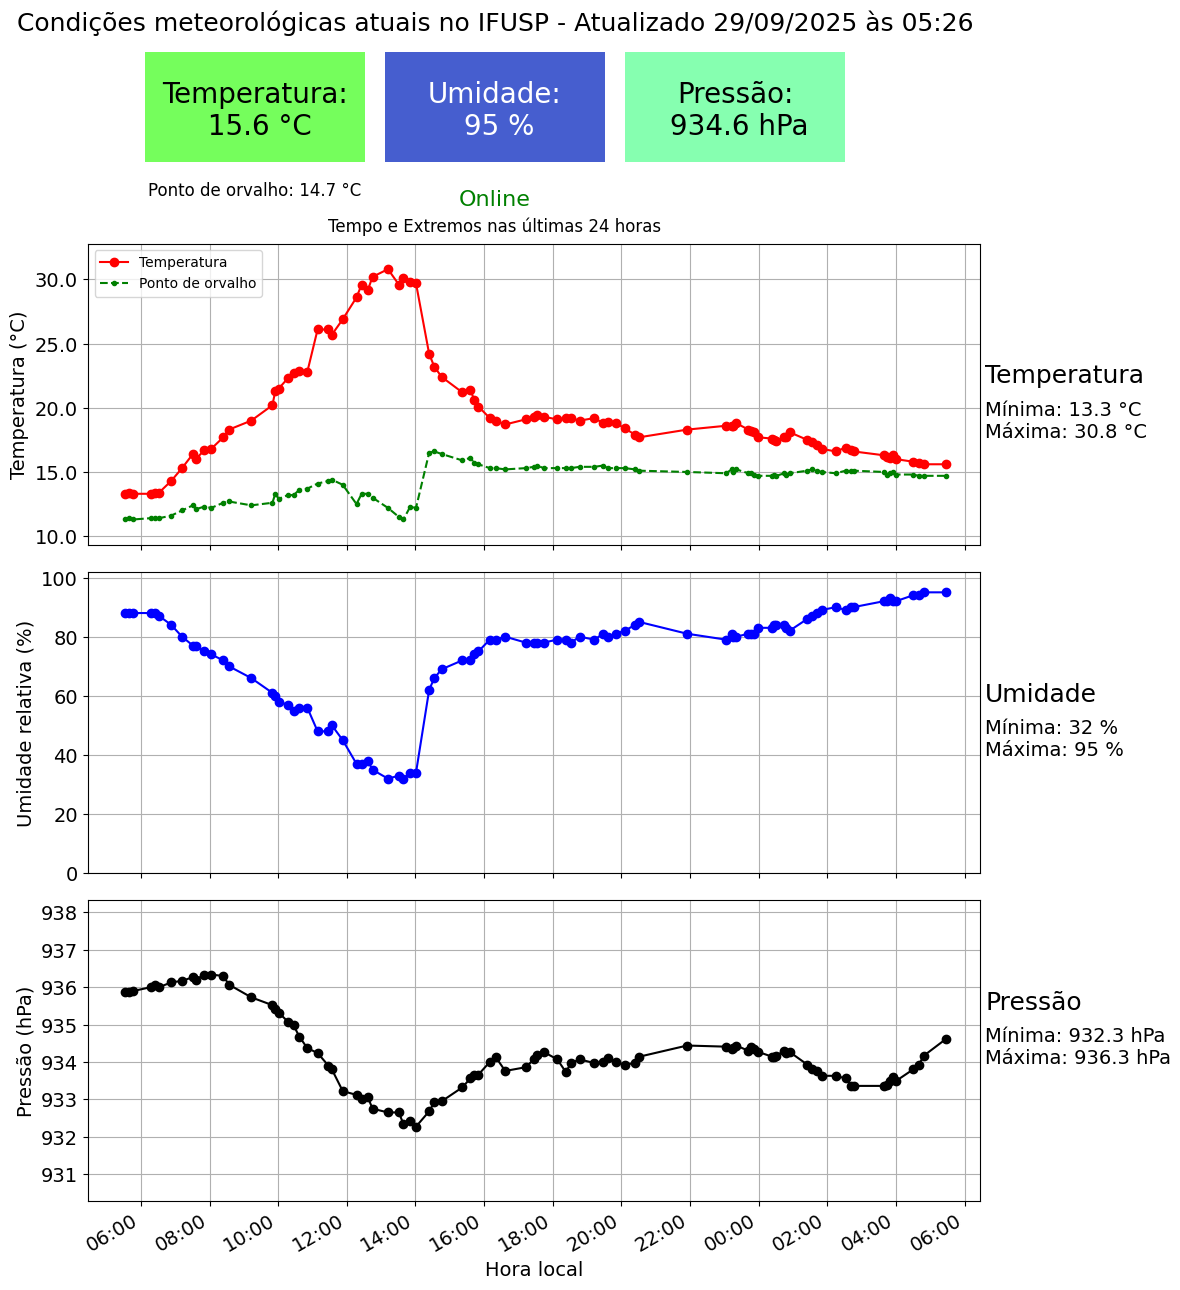 Condições meteorológicas atuais no IFUSP - Atualizado 29/09/2025 às 05:26
Temperatura:
15.6 °C
Umidade:
95 %
Pressão:
934.6 hPa
Ponto de orvalho: 14.7 °C
Online
Tempo e Extremos nas últimas 24 horas
Temperatura
Ponto de orvalho
Temperatura (°C)
30.0
25.0
20.0
15.0
10.0
Temperatura
Mínima: 13.3 °C
Máxima: 30.8 °C
Umidade relativa (%)
100
80
60
40
20
0
Umidade
Mínima: 32 %
Máxima: 95 %
Pressão (hPa)
938
937
936
935
934
933
932
931
Pressão
Mínima: 932.3 hPa
Máxima: 936.3 hPa
06:00
08:00
10:00
12:00
14:00
16:00
18:00
20:00
22:00
00:00
02:00
04:00
06:00
Hora local